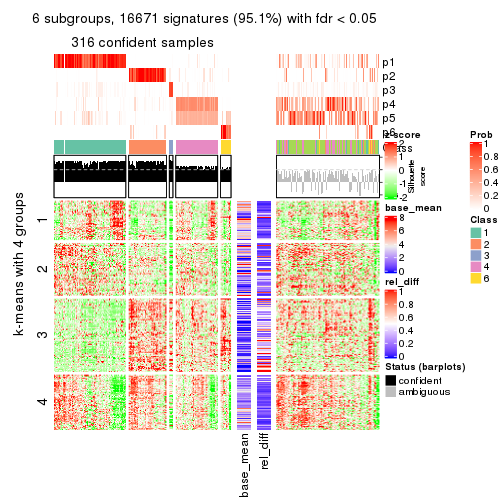 6 subgroups, 16671 signatures (95.1%) with fdr < 0.05
316 confident samples
p1
p2
p3
p4
p5
p6
z_score
2
-2
Silhouette
score
Prob
1
0.8
0.6
0.4
0.2
0
base_mean
8
6
4
2
0
Class
1
2
3
4
6
rel_diff
1
0.8
0.6
0.4
0.2
0
Status (barplots)
confident
ambiguous
k-means with 4 groups
1
2
3
4
base_mean
rel_diff